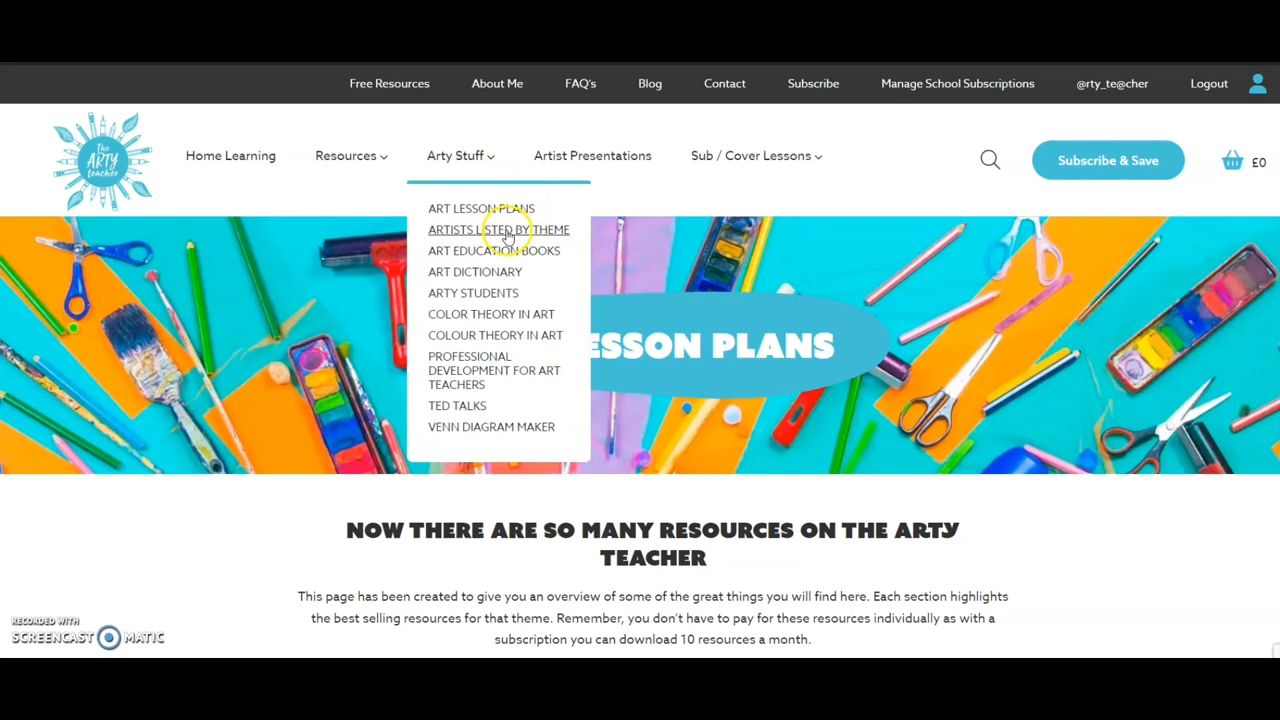 Free Resources About Me FAQ's Blog Contact Subscribe Manage School Subscriptions @rty_te@cher Logout
The
ARTY
teacher
Home Learning Resources Arty Stuff Artist Presentations Sub / Cover Lessons Subscribe & Save £0
ART LESSON PLANS
ARTISTS LISTED BY THEME
ART EDUCATION BOOKS
ART DICTIONARY
ARTY STUDENTS
COLOR THEORY IN ART
COLOUR THEORY IN ART
PROFESSIONAL
DEVELOPMENT FOR ART
TEACHERS
TED TALKS
VENN DIAGRAM MAKER
ESSON PLANS
NOW THERE ARE SO MANY RESOURCES ON THE ARTY
TEACHER
This page has been created to give you an overview of some of the great things you will find here. Each section highlights
the best selling resources for that theme. Remember, you don't have to pay for these resources individually as with a
subscription you can download 10 resources a month.
RECORDED WITH
SCREENCAST MATIC